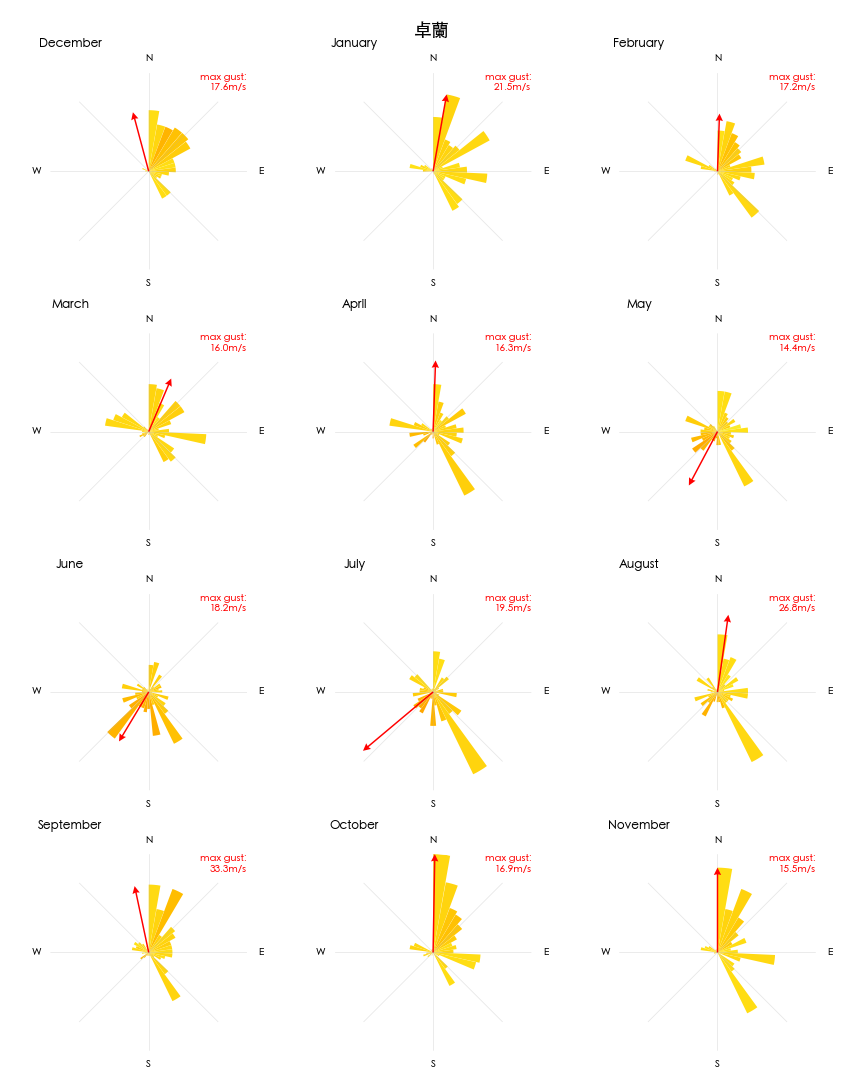 卓蘭
December
January
February
N
N
N
max gust:
17.6m/s
max gust:
21.5m/s
max gust:
17.2m/s
W
E
W
E
W
E
S
S
S
March
April
May
N
N
N
max gust:
16.0m/s
max gust:
16.3m/s
max gust:
14.4m/s
W
E
W
E
W
E
S
S
S
June
July
August
N
N
N
max gust:
18.2m/s
max gust:
19.5m/s
max gust:
26.8m/s
W
E
W
E
W
E
S
S
S
September
October
November
N
N
N
max gust:
33.3m/s
max gust:
16.9m/s
max gust:
15.5m/s
W
E
W
E
W
E
S
S
S